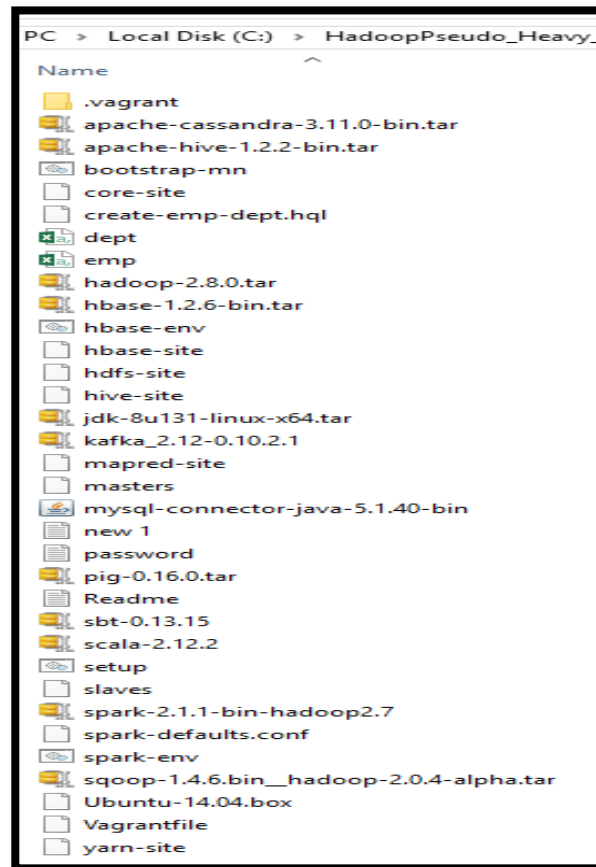 PC > Local Disk (C:) > HadoopPseudo_Heavy_
Name
.vagrant
apache-cassandra-3.11.0-bin.tar
apache-hive-1.2.2-bin.tar
bootstrap-mn
core-site
create-emp-dept.hql
dept
emp
hadoop-2.8.0.tar
hbase-1.2.6-bin.tar
hbase-env
hbase-site
hdfs-site
hive-site
jdk-8u131-linux-x64.tar
kafka_2.12-0.10.2.1
mapred-site
masters
mysql-connector-java-5.1.40-bin
new 1
password
pig-0.16.0.tar
Readme
sbt-0.13.15
scala-2.12.2
setup
slaves
spark-2.1.1-bin-hadoop2.7
spark-defaults.conf
spark-env
sqoop-1.4.6.bin__hadoop-2.0.4-alpha.tar
Ubuntu-14.04.box
Vagrantfile
yarn-site